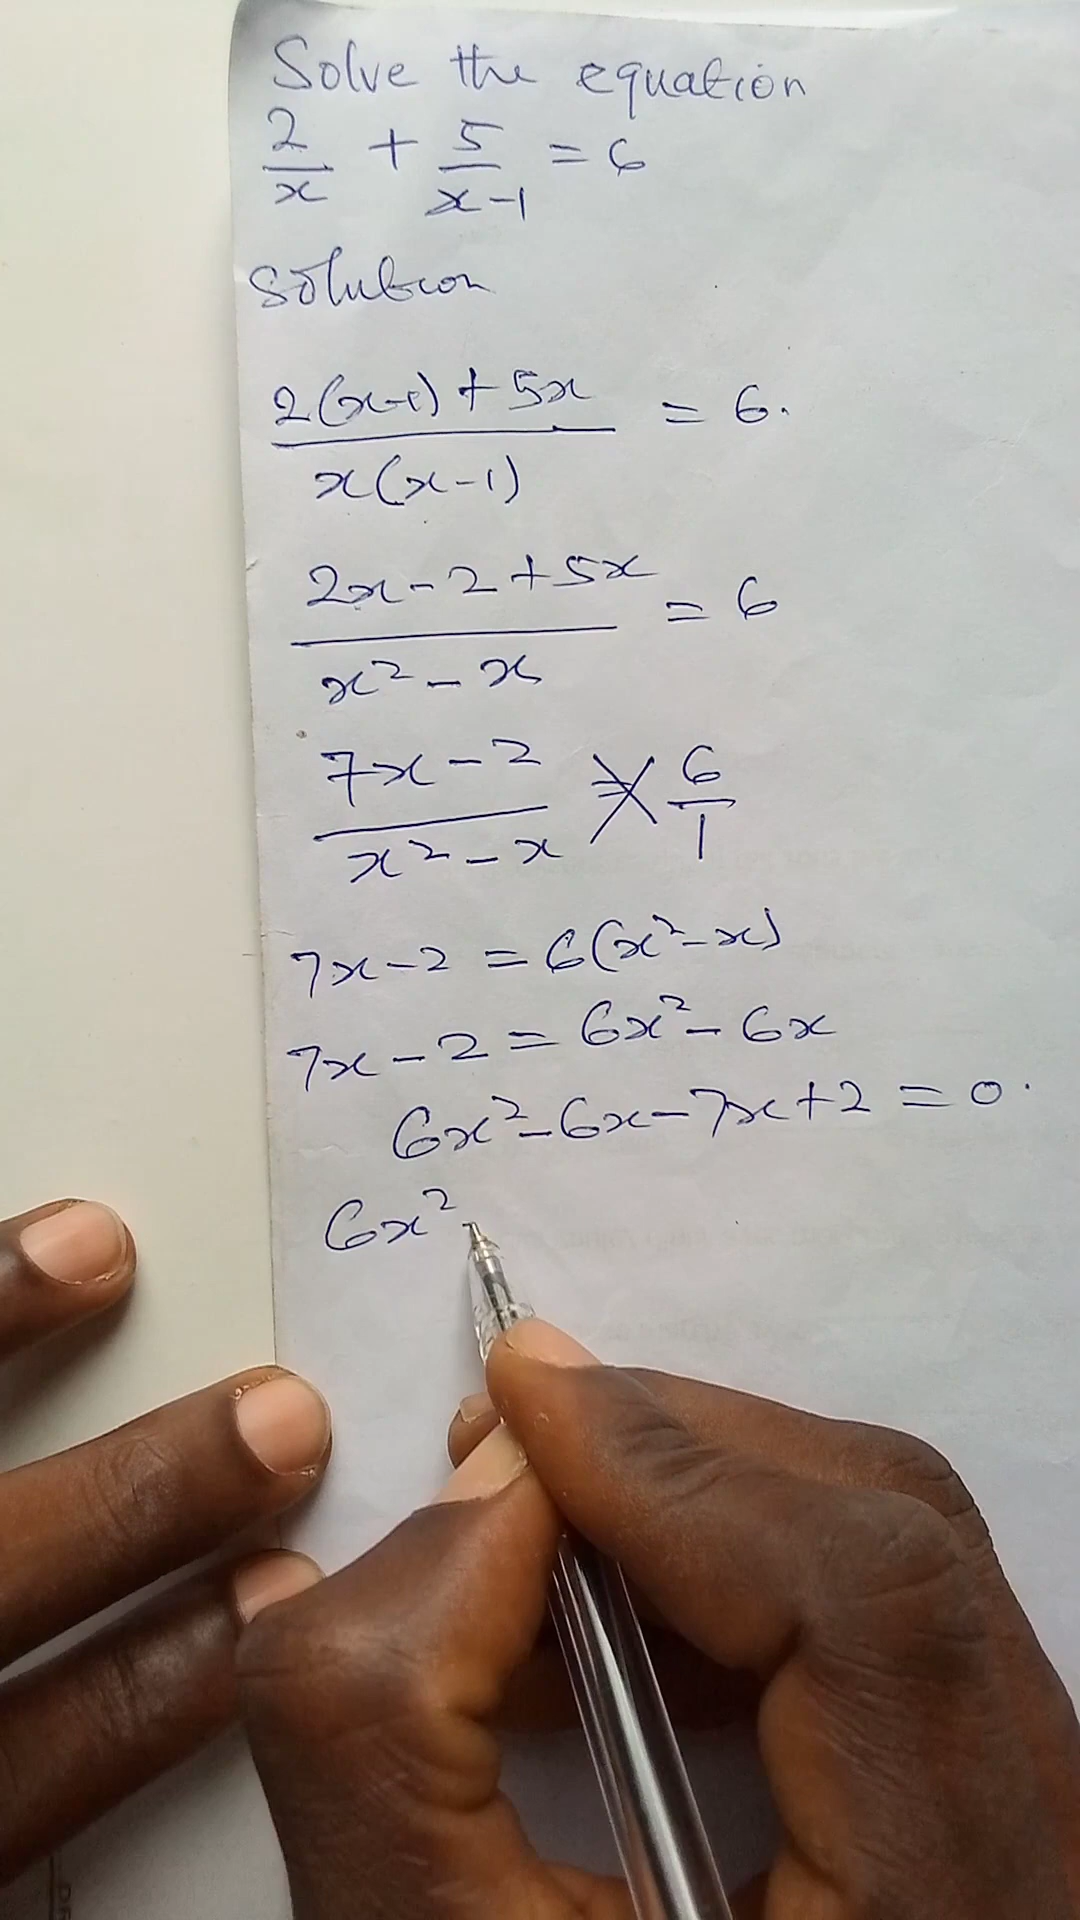 Solve the equation
2/x + 5/x-1 = 6
Solution
2(x-1) + 5x / x(x-1) = 6.
2x - 2 + 5x / x² - x = 6
7x - 2 / x² - x = 6/1
7x - 2 = 6(x² - x)
7x - 2 = 6x² - 6x
6x² - 6x - 7x + 2 = 0.
6x² -